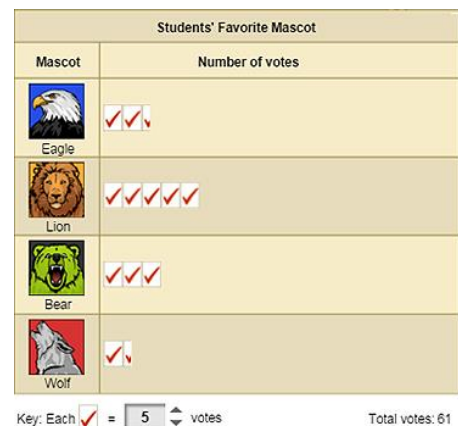 Students' Favorite Mascot
Mascot Number of votes
Eagle
Lion
Bear
Wolf
Key: Each = 5 votes Total votes: 61